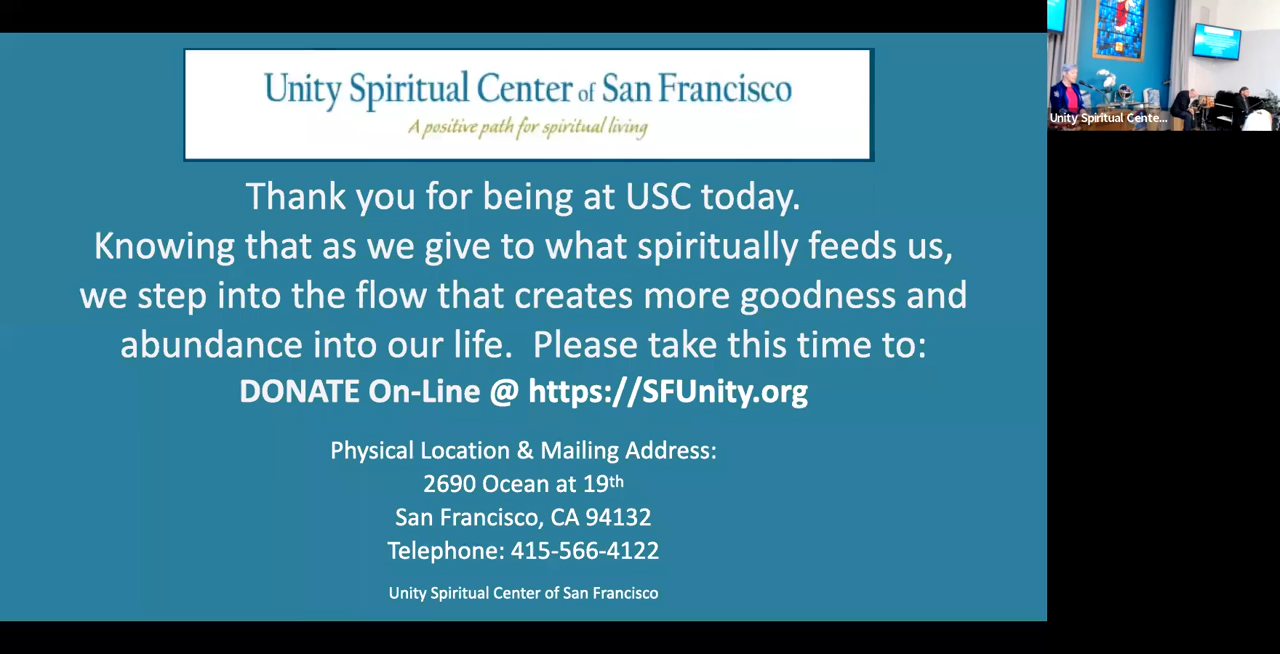 Unity Spiritual Center of San Francisco
A positive path for spiritual living
Thank you for being at USC today.
Knowing that as we give to what spiritually feeds us,
we step into the flow that creates more goodness and
abundance into our life.  Please take this time to:
DONATE On-Line @ https://SFUnity.org
Physical Location & Mailing Address:
2690 Ocean at 19th
San Francisco, CA 94132
Telephone: 415-566-4122
Unity Spiritual Center of San Francisco
Unity Spiritual Cente...